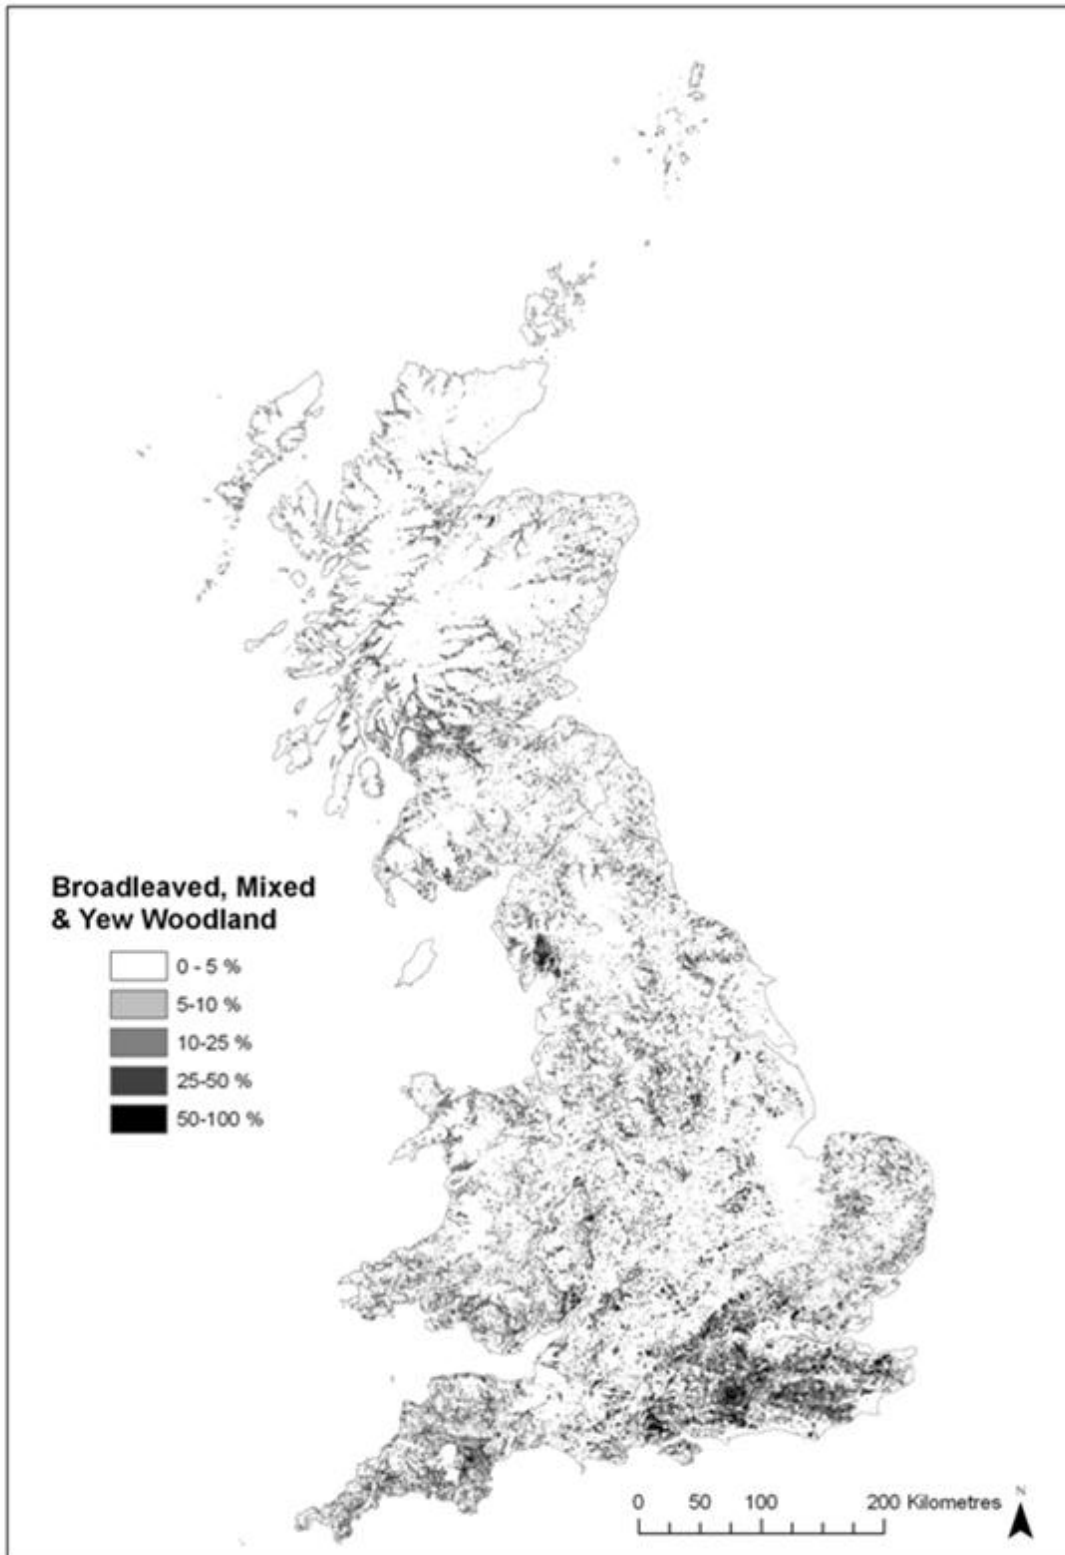 Broadleaved, Mixed
& Yew Woodland
0 - 5 %
5-10 %
10-25 %
25-50 %
50-100 %
0 50 100 200 Kilometres
N